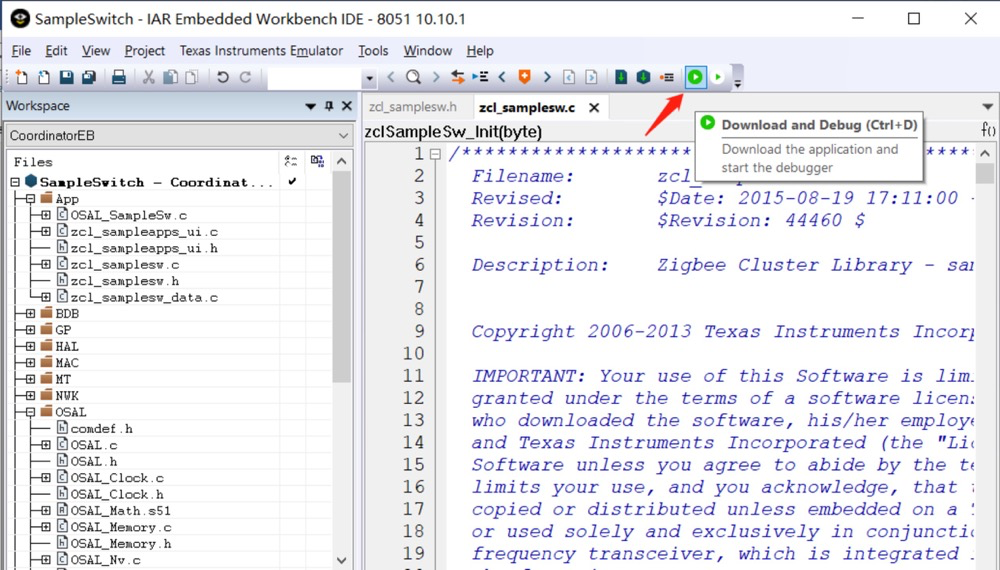 SampleSwitch - IAR Embedded Workbench IDE - 8051 10.10.1
File Edit View Project Texas Instruments Emulator Tools Window Help
Workspace
zcl_samplesw.h zcl_samplesw.c
CoordinatorEB
zclSampleSw_Init(byte)
f()
Download and Debug (Ctrl+D)
Download the application and
start the debugger
Files
SampleSwitch - Coordinat...
App
OSAL_SampleSw.c
zcl_sampleapps_ui.c
zcl_sampleapps_ui.h
zcl_samplesw.c
zcl_samplesw.h
zcl_samplesw_data.c
BDB
GP
HAL
MAC
MT
NWK
OSAL
comdef.h
OSAL.c
OSAL.h
OSAL_Clock.c
OSAL_Clock.h
OSAL_Math.s51
OSAL_Memory.c
OSAL_Memory.h
OSAL_Nv.c
1 /**********************
2 Filename: zcl_
3 Revised: $Date: 2015-08-19 17:11:00 -
4 Revision: $Revision: 44460 $
5
6 Description: Zigbee Cluster Library - sam
7
8
9 Copyright 2006-2013 Texas Instruments Incorp
10
11 IMPORTANT: Your use of this Software is lim
12 granted under the terms of a software licens
13 who downloaded the software, his/her employe
14 and Texas Instruments Incorporated (the "Lic
15 Software unless you agree to abide by the te
16 limits your use, and you acknowledge, that
17 copied or distributed unless embedded on a
18 or used solely and exclusively in conjunctio
19 frequency transceiver, which is integrated